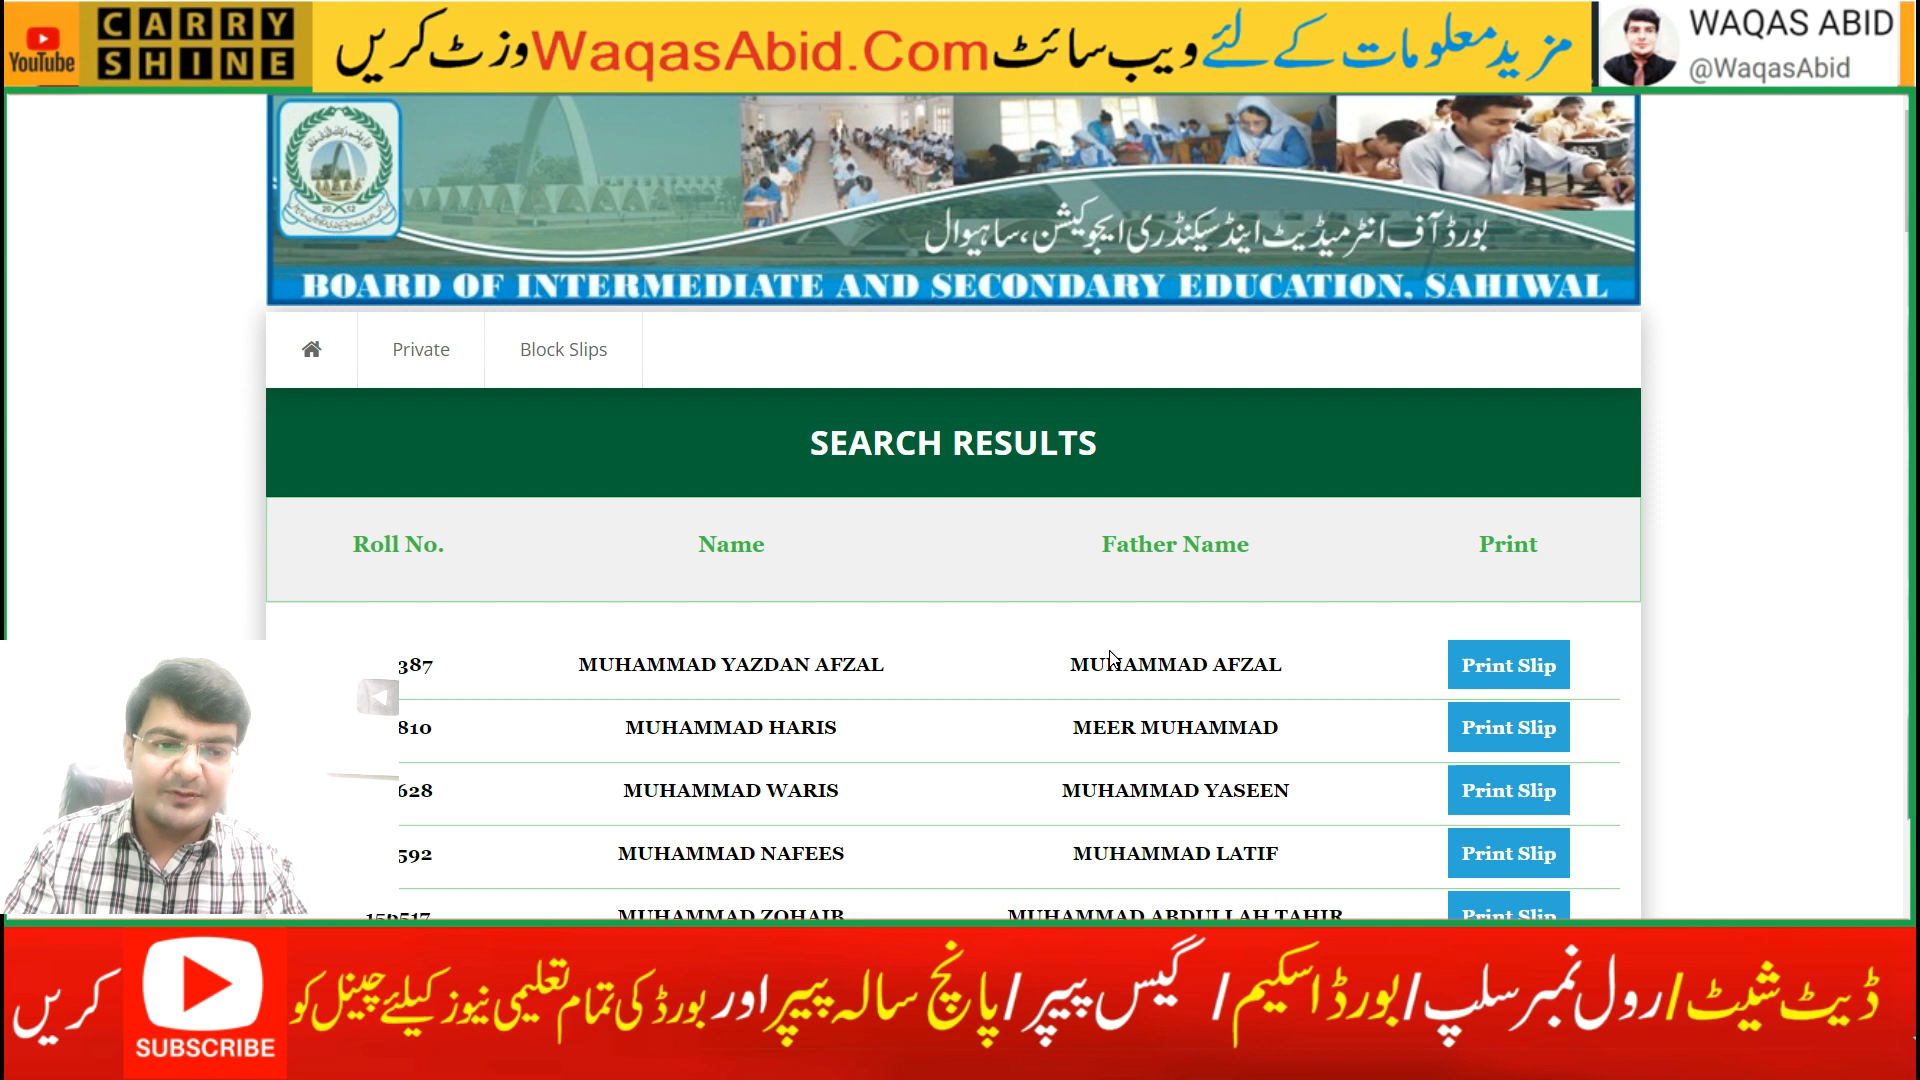 YouTube
CARRY
SHINE
مزید معلومات کے لئے ویب سائٹ WaqasAbid.Com وزٹ کریں
WAQAS ABID
@WaqasAbid
2012
بورڈ آف انٹرمیڈیٹ اینڈ سیکنڈری ایجوکیشن، ساہیوال
BOARD OF INTERMEDIATE AND SECONDARY EDUCATION, SAHIWAL
Private Block Slips
SEARCH RESULTS
Roll No. Name Father Name Print
387 MUHAMMAD YAZDAN AFZAL MUHAMMAD AFZAL Print Slip
810 MUHAMMAD HARIS MEER MUHAMMAD Print Slip
628 MUHAMMAD WARIS MUHAMMAD YASEEN Print Slip
592 MUHAMMAD NAFEES MUHAMMAD LATIF Print Slip
MUHAMMAD ZOHAIB MUHAMMAD ABDULLAH TAHIR Print Slip
ڈیٹ شیٹ/رول نمبر سلپ/بورڈ اسکیم/گیس پیپر/پانچ سالہ پیپر اور بورڈ کی تمام تعلیمی نیوز کیلئے چینل کو SUBSCRIBE کریں